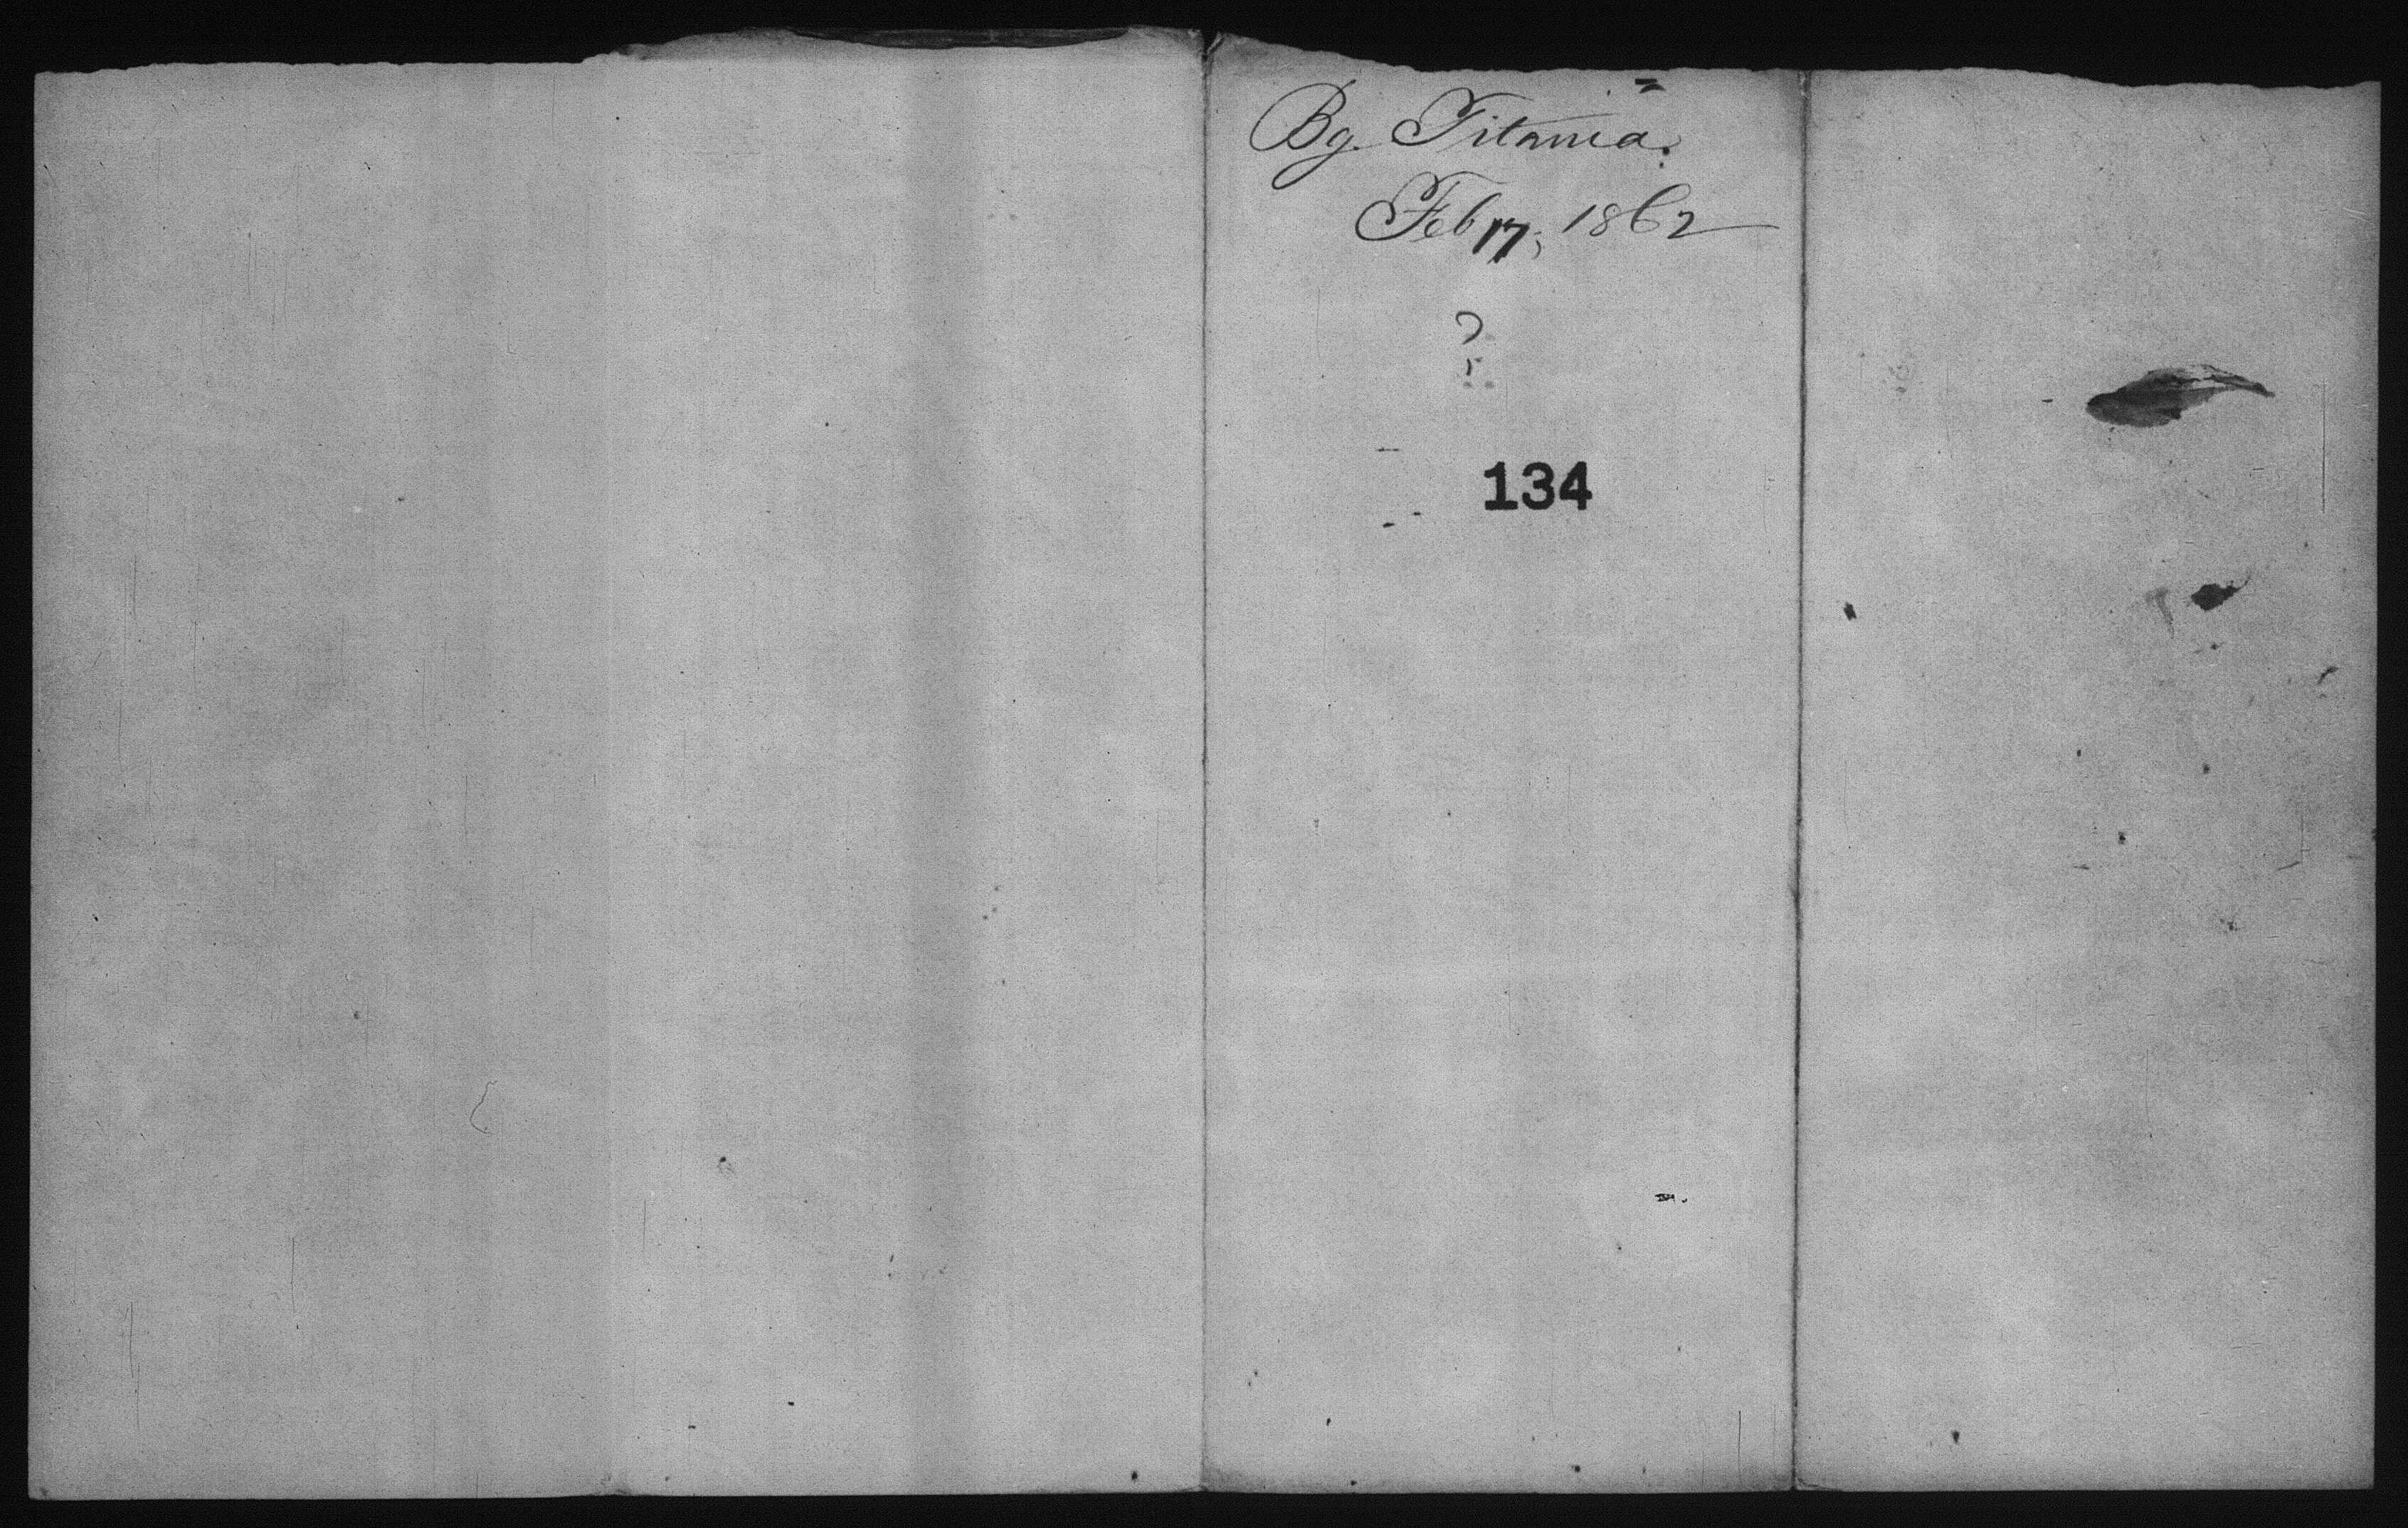 Bg. Titania.
Feb 17, 1862
?
134